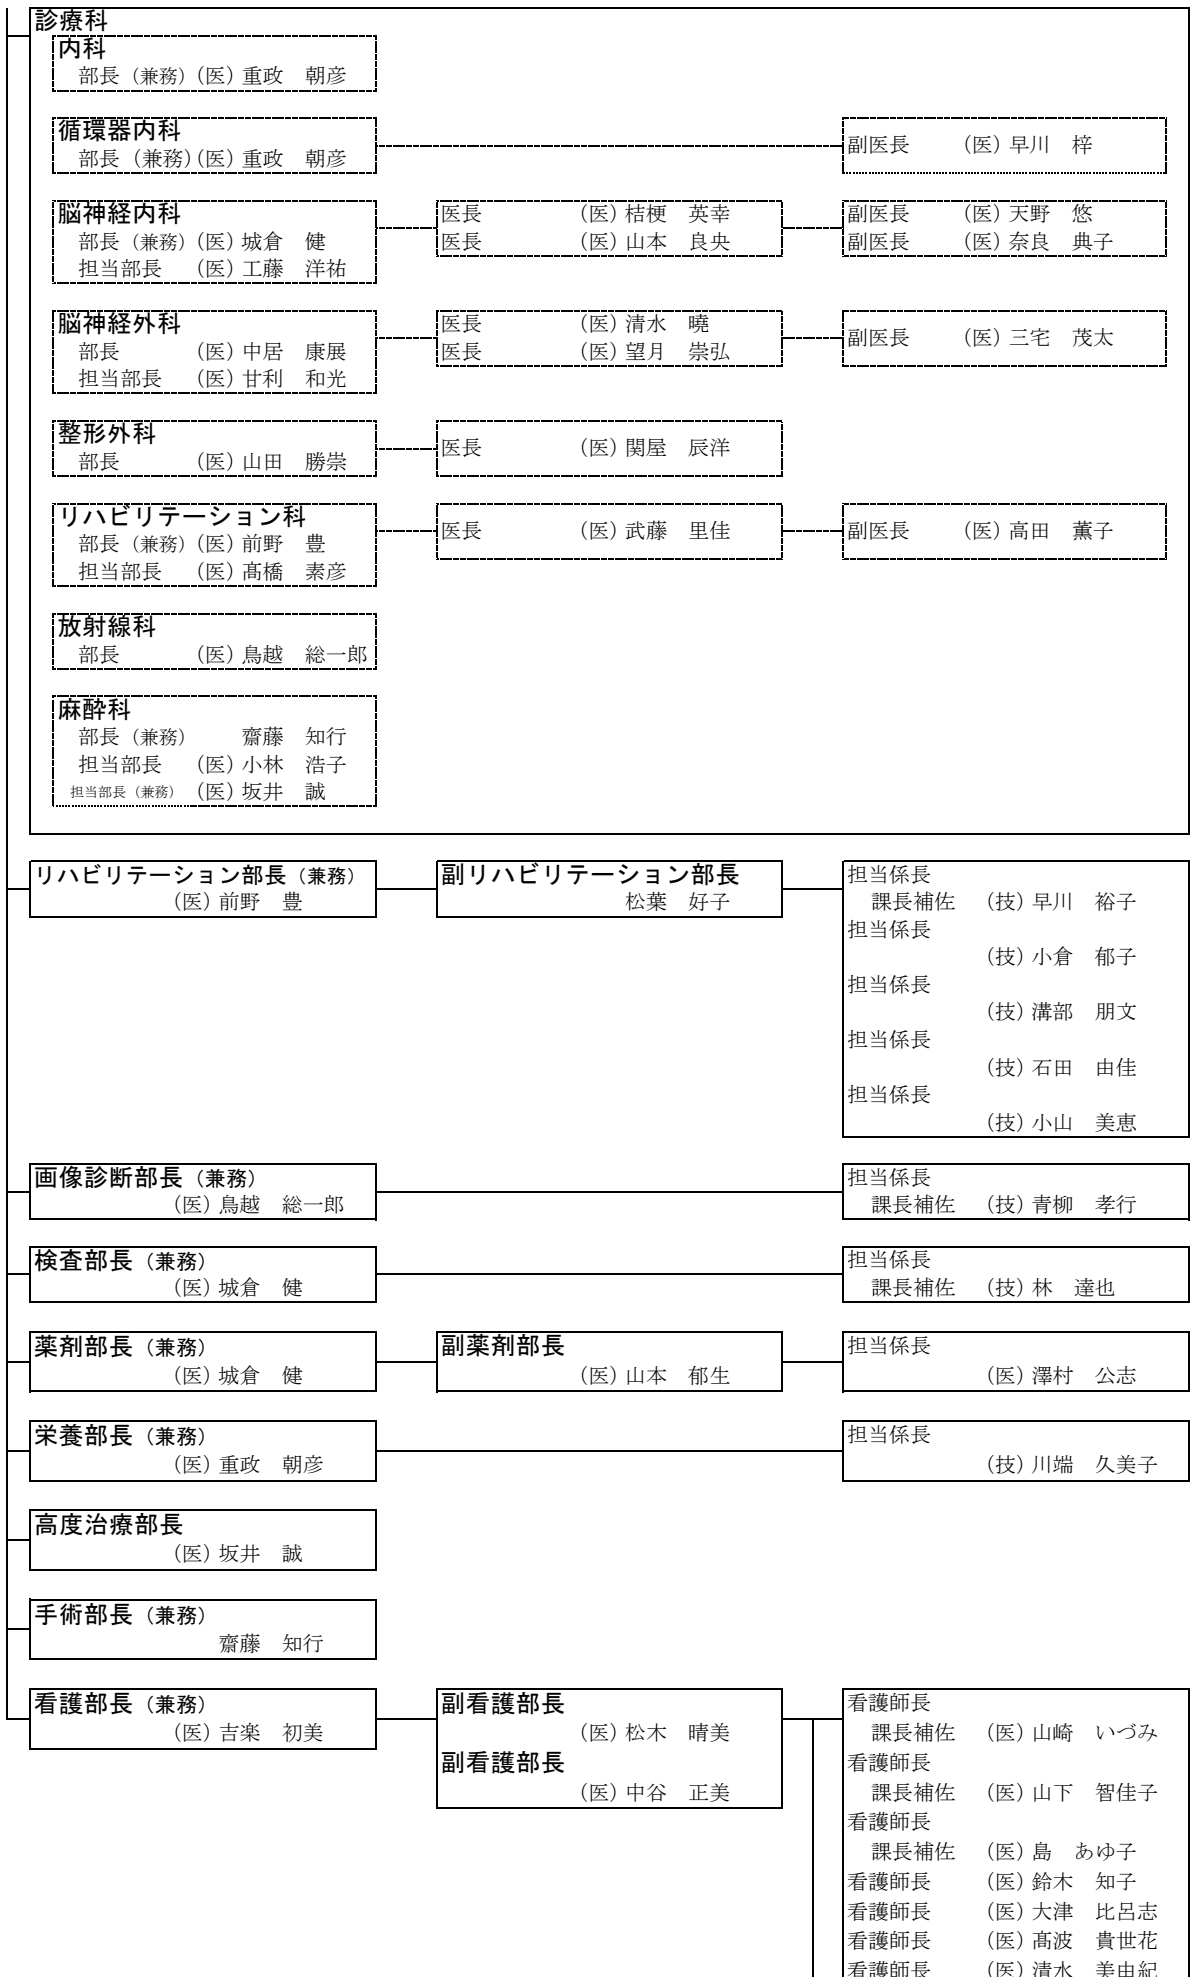 診療科
内科
部長（兼務）（医）重政　朝彦
循環器内科
部長（兼務）（医）重政　朝彦
副医長　（医）早川　梓
脳神経内科
部長（兼務）（医）城倉　健
担当部長　（医）工藤　洋祐
医長　（医）桔梗　英幸
医長　（医）山本　良央
副医長　（医）天野　悠
副医長　（医）奈良　典子
脳神経外科
部長　（医）中居　康展
担当部長　（医）甘利　和光
医長　（医）清水　曉
医長　（医）望月　崇弘
副医長　（医）三宅　茂太
整形外科
部長　（医）山田　勝崇
医長　（医）関屋　辰洋
リハビリテーション科
部長（兼務）（医）前野　豊
担当部長　（医）髙橋　素彦
医長　（医）武藤　里佳
副医長　（医）高田　薫子
放射線科
部長　（医）鳥越　総一郎
麻酔科
部長（兼務）　齋藤　知行
担当部長　（医）小林　浩子
担当部長（兼務）（医）坂井　誠
リハビリテーション部長（兼務）
（医）前野　豊
副リハビリテーション部長
松葉　好子
担当係長
課長補佐　（技）早川　裕子
担当係長
（技）小倉　郁子
担当係長
（技）溝部　朋文
担当係長
（技）石田　由佳
担当係長
（技）小山　美恵
画像診断部長（兼務）
（医）鳥越　総一郎
担当係長
課長補佐　（技）青柳　孝行
検査部長（兼務）
（医）城倉　健
担当係長
課長補佐　（技）林　達也
薬剤部長（兼務）
（医）城倉　健
副薬剤部長
（医）山本　郁生
担当係長
（医）澤村　公志
栄養部長（兼務）
（医）重政　朝彦
担当係長
（技）川端　久美子
高度治療部長
（医）坂井　誠
手術部長（兼務）
齋藤　知行
看護部長（兼務）
（医）吉楽　初美
副看護部長
（医）松木　晴美
副看護部長
（医）中谷　正美
看護師長
課長補佐　（医）山崎　いづみ
看護師長
課長補佐　（医）山下　智佳子
看護師長
課長補佐　（医）島　あゆ子
看護師長　（医）鈴木　知子
看護師長　（医）大津　比呂志
看護師長　（医）髙波　貴世花
看護師長　（医）清水　美由紀